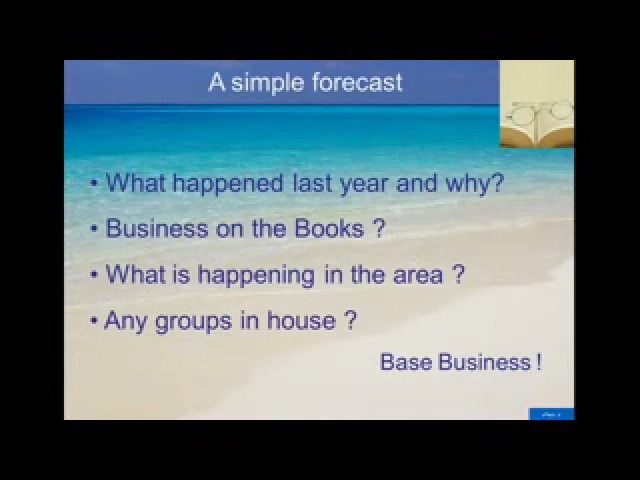 A simple forecast
• What happened last year and why?
• Business on the Books ?
• What is happening in the area ?
• Any groups in house ?
Base Business !